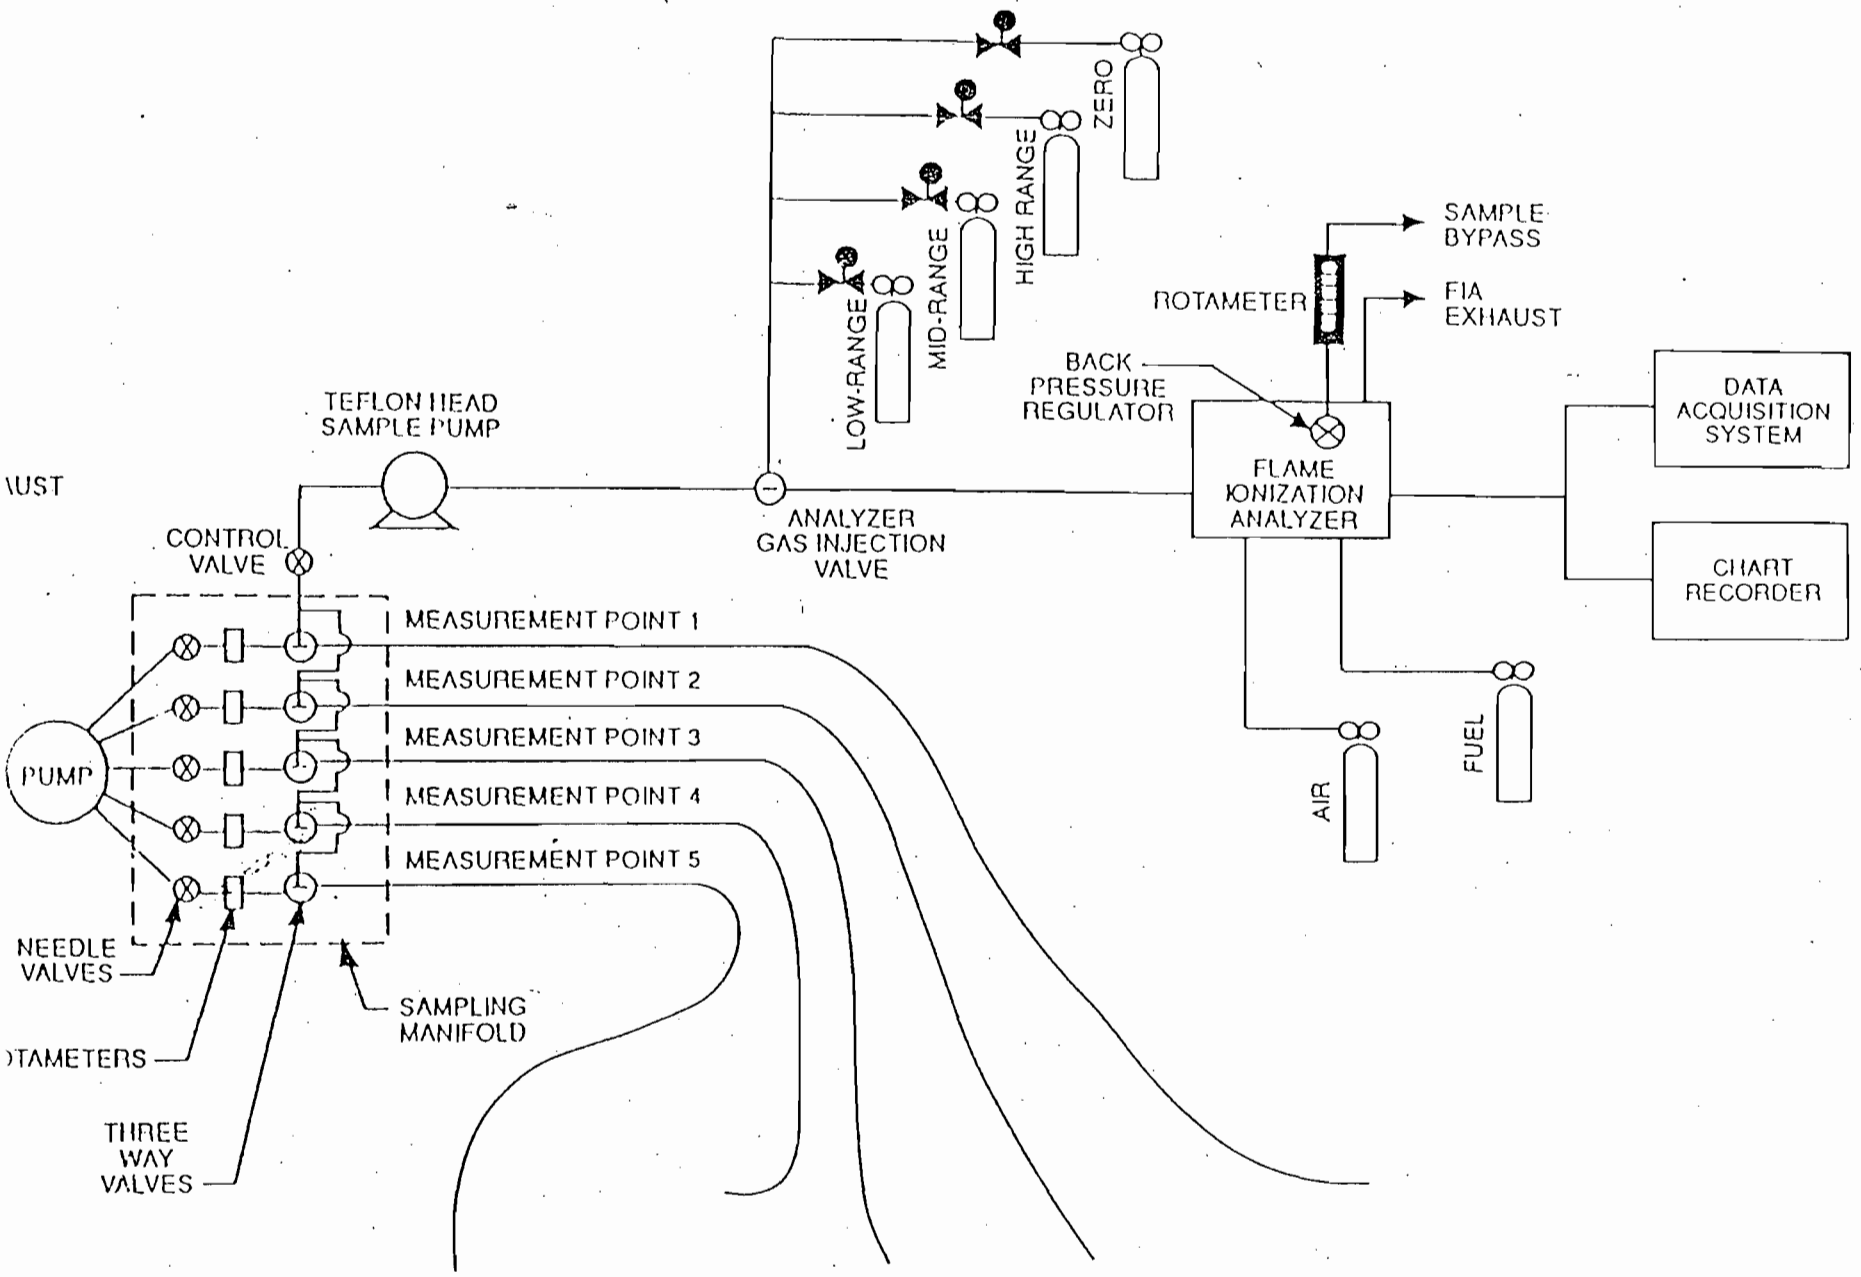 ZERO
HIGH RANGE
MID-RANGE
LOW-RANGE
SAMPLE
BYPASS
ROTAMETER
FIA
EXHAUST
BACK
PRESSURE
REGULATOR
DATA
ACQUISITION
SYSTEM
TEFLON HEAD
SAMPLE PUMP
FLAME
IONIZATION
ANALYZER
UST
ANALYZER
GAS INJECTION
VALVE
CONTROL
VALVE
CHART
RECORDER
MEASUREMENT POINT 1
MEASUREMENT POINT 2
MEASUREMENT POINT 3
MEASUREMENT POINT 4
MEASUREMENT POINT 5
PUMP
FUEL
AIR
NEEDLE
VALVES
SAMPLING
MANIFOLD
OTAMETERS
THREE
WAY
VALVES